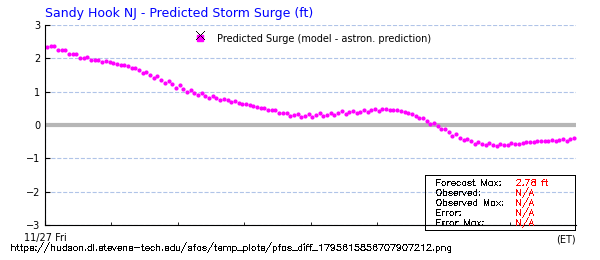 Sandy Hook NJ - Predicted Storm Surge (ft)
3
Predicted Surge (model - astron. prediction)
2
1
0
−1
−2
−3
Forecast Max: 2.78 ft
Observed: N/A
Observed Max: N/A
Error: N/A
Error Max: N/A
11/27 Fri
(ET)
https://hudson.dl.stevens-tech.edu/sfas/temp_plots/pfas_diff_1795615856707907212.png